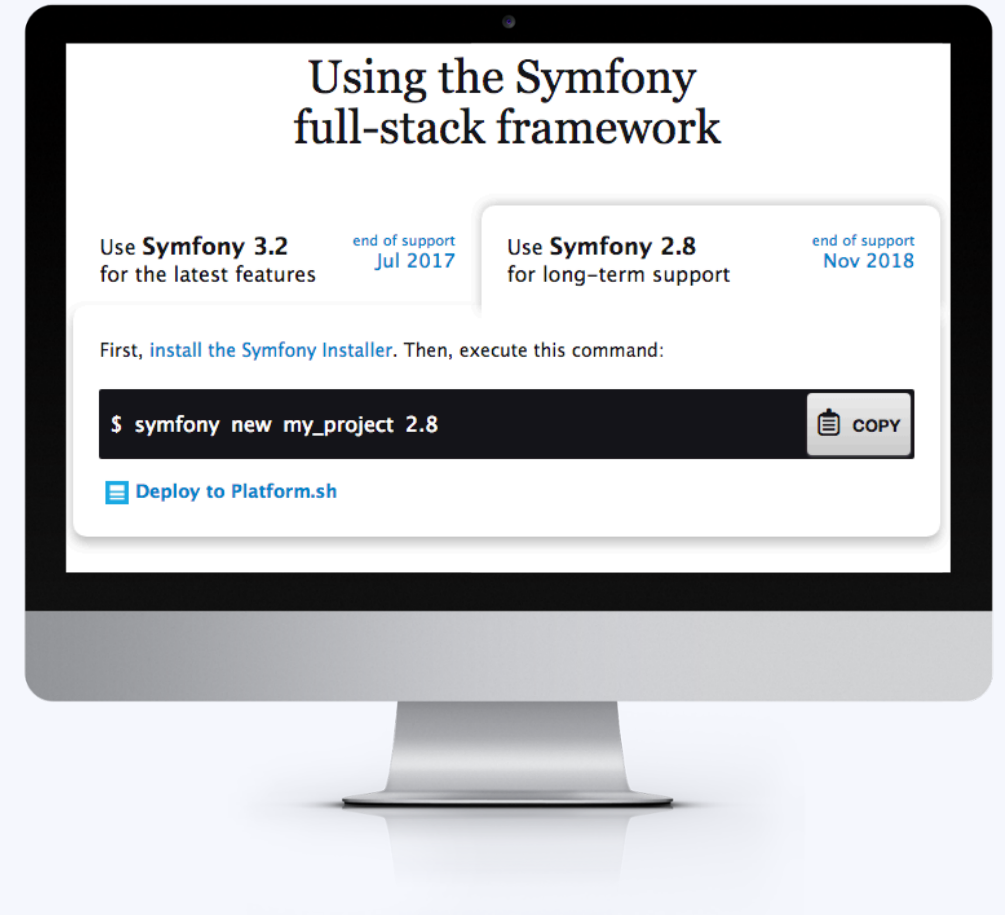 Using the Symfony
full-stack framework
Use Symfony 3.2
for the latest features
end of support
Jul 2017
Use Symfony 2.8
for long-term support
end of support
Nov 2018
First, install the Symfony Installer. Then, execute this command:
$ symfony new my_project 2.8
COPY
Deploy to Platform.sh